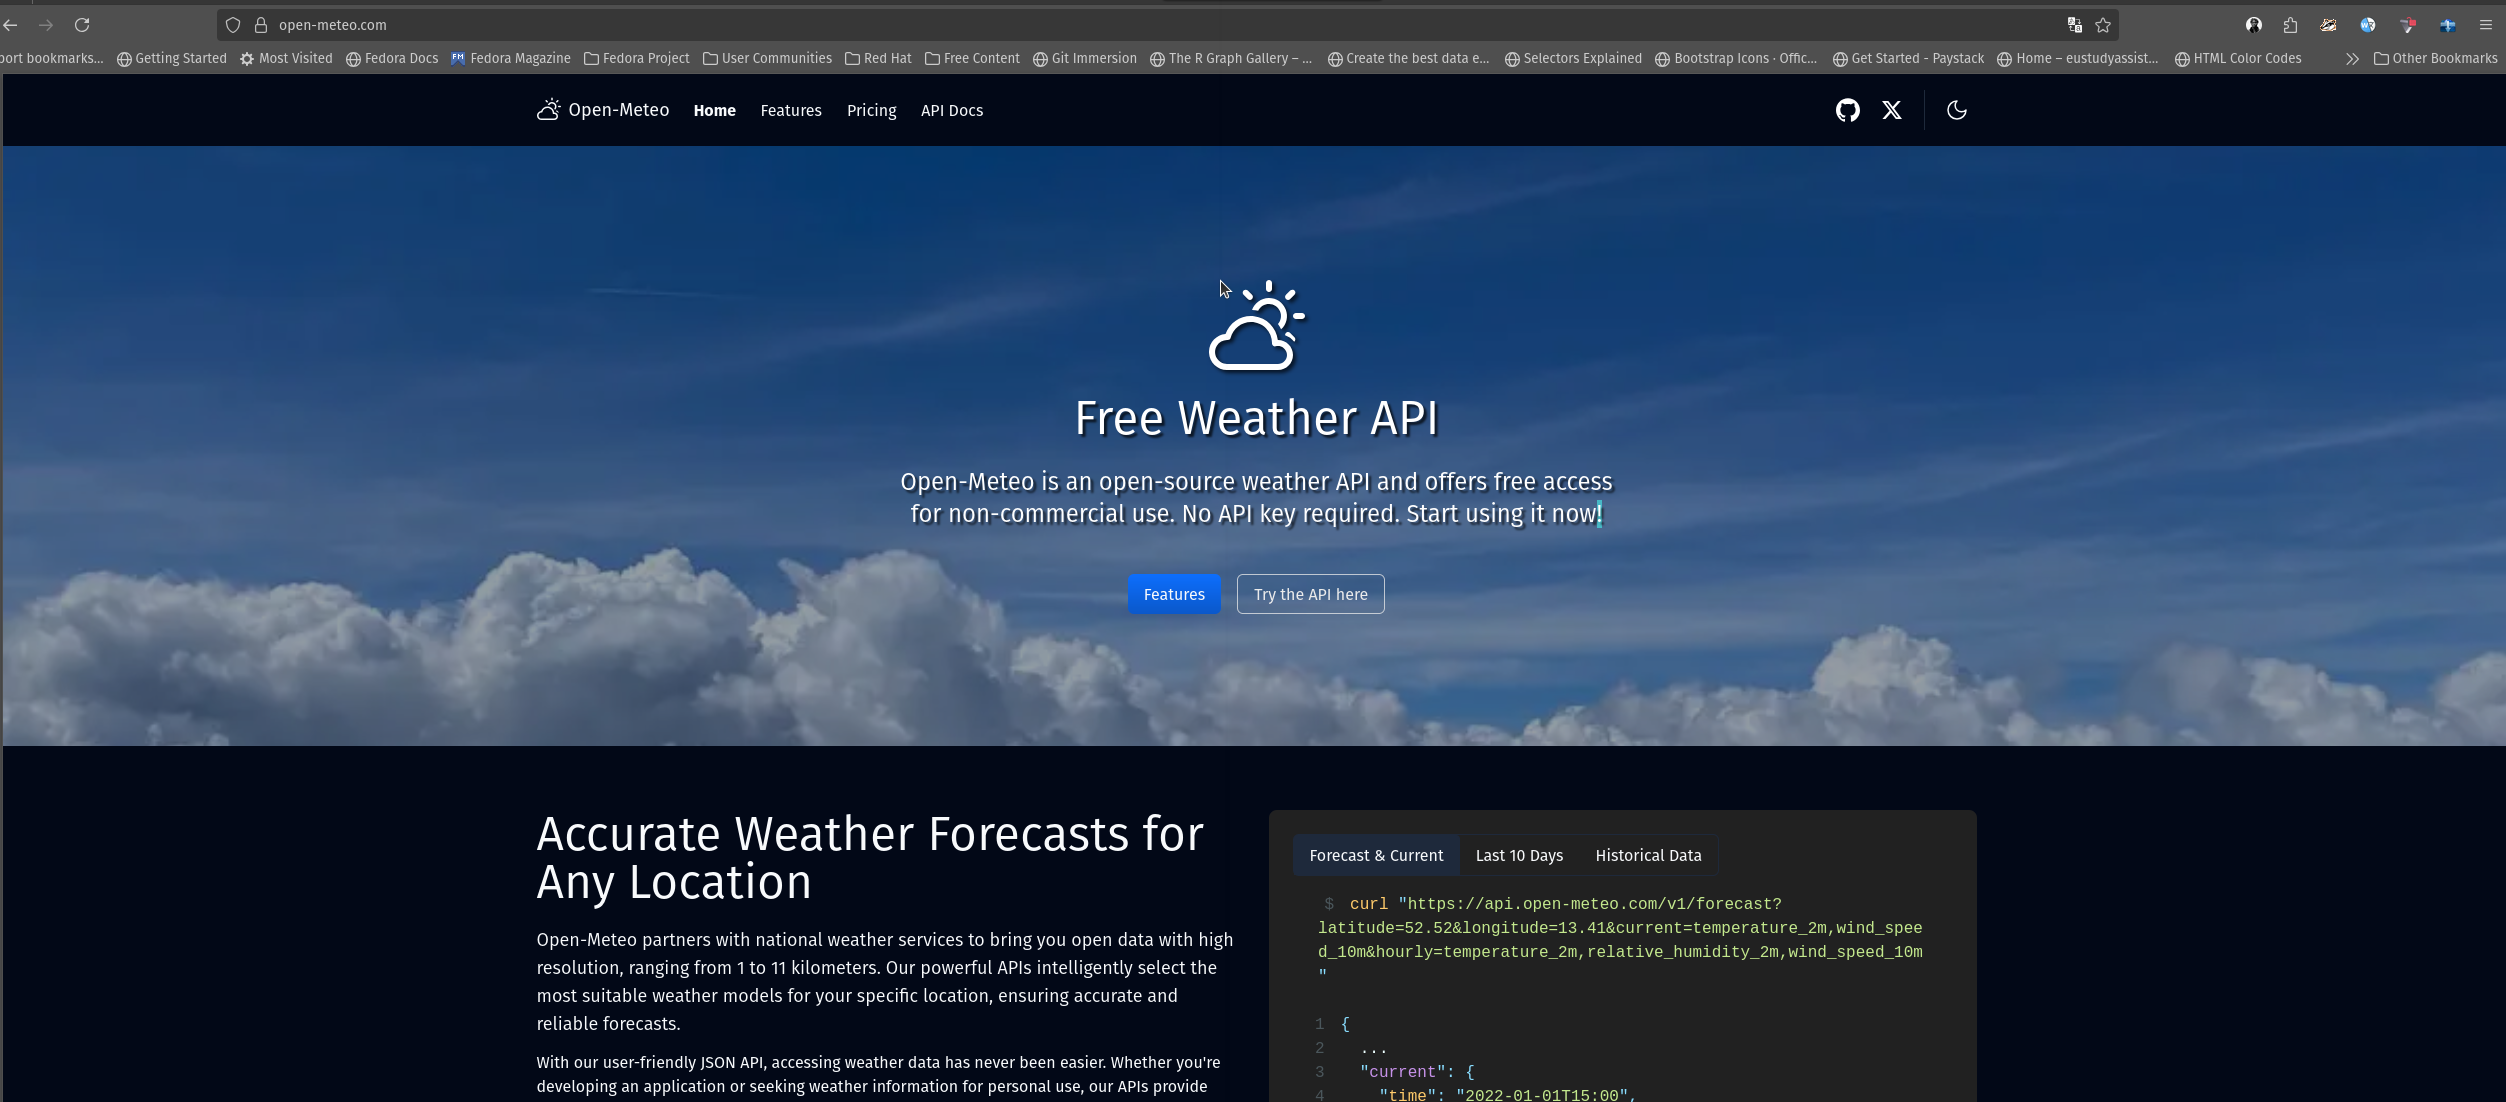 open-meteo.com
port bookmarks... Getting Started Most Visited Fedora Docs Fedora Magazine Fedora Project User Communities Red Hat Free Content Git Immersion The R Graph Gallery – ... Create the best data e... Selectors Explained Bootstrap Icons · Offic... Get Started - Paystack Home – eustudyassist... HTML Color Codes Other Bookmarks
Open-Meteo Home Features Pricing API Docs
Free Weather API
Open-Meteo is an open-source weather API and offers free access
for non-commercial use. No API key required. Start using it now!
Features Try the API here
Accurate Weather Forecasts for
Any Location
Open-Meteo partners with national weather services to bring you open data with high
resolution, ranging from 1 to 11 kilometers. Our powerful APIs intelligently select the
most suitable weather models for your specific location, ensuring accurate and
reliable forecasts.
With our user-friendly JSON API, accessing weather data has never been easier. Whether you're
developing an application or seeking weather information for personal use, our APIs provide
Forecast & Current Last 10 Days Historical Data
$ curl "https://api.open-meteo.com/v1/forecast?
latitude=52.52&longitude=13.41&current=temperature_2m,wind_spee
d_10m&hourly=temperature_2m,relative_humidity_2m,wind_speed_10m
"
1 {
2 ...
3 "current": {
4 "time": "2022-01-01T15:00",